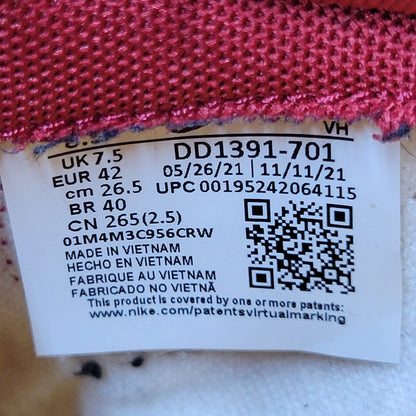 VH
UK 7.5
DD1391-701
EUR 42
05/26/21 | 11/11/21
cm 26.5
UPC 00195242064115
BR 40
CN 265(2.5)
01M4M3C956CRW
MADE IN VIETNAM
HECHO EN VIETNAM
FABRIQUE AU VIETNAM
FABRICADO NO VIETNÃ
This product is covered by one or more patents:
www.nike.com/patentsvirtualmarking